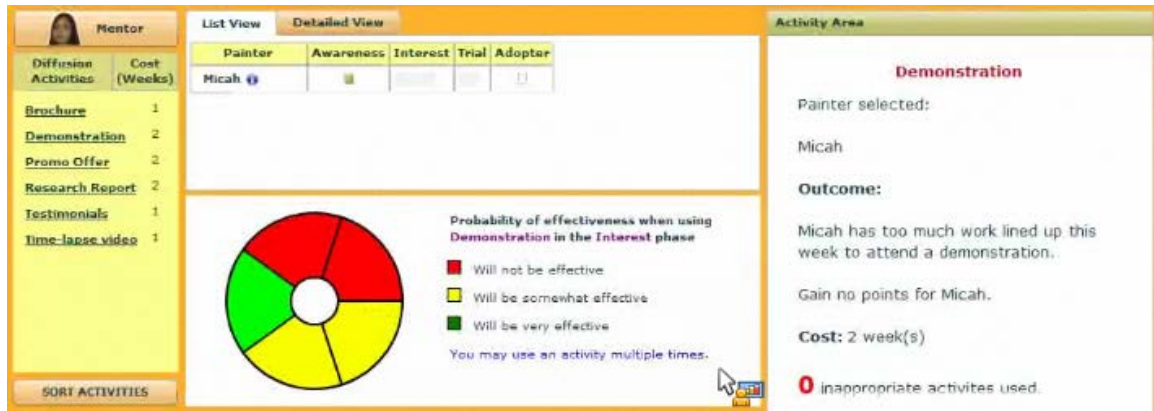 Mentor
Diffusion Activities
Cost (Weeks)
Brochure 1
Demonstration 2
Promo Offer 2
Research Report 2
Testimonials 1
Time-lapse video 1
SORT ACTIVITIES
List View Detailed View
Painter Awareness Interest Trial Adopter
Micah
Probability of effectiveness when using
Demonstration in the Interest phase
Will not be effective
Will be somewhat effective
Will be very effective
You may use an activity multiple times.
Activity Area
Demonstration
Painter selected:
Micah
Outcome:
Micah has too much work lined up this
week to attend a demonstration.
Gain no points for Micah.
Cost: 2 week(s)
0 inappropriate activites used.